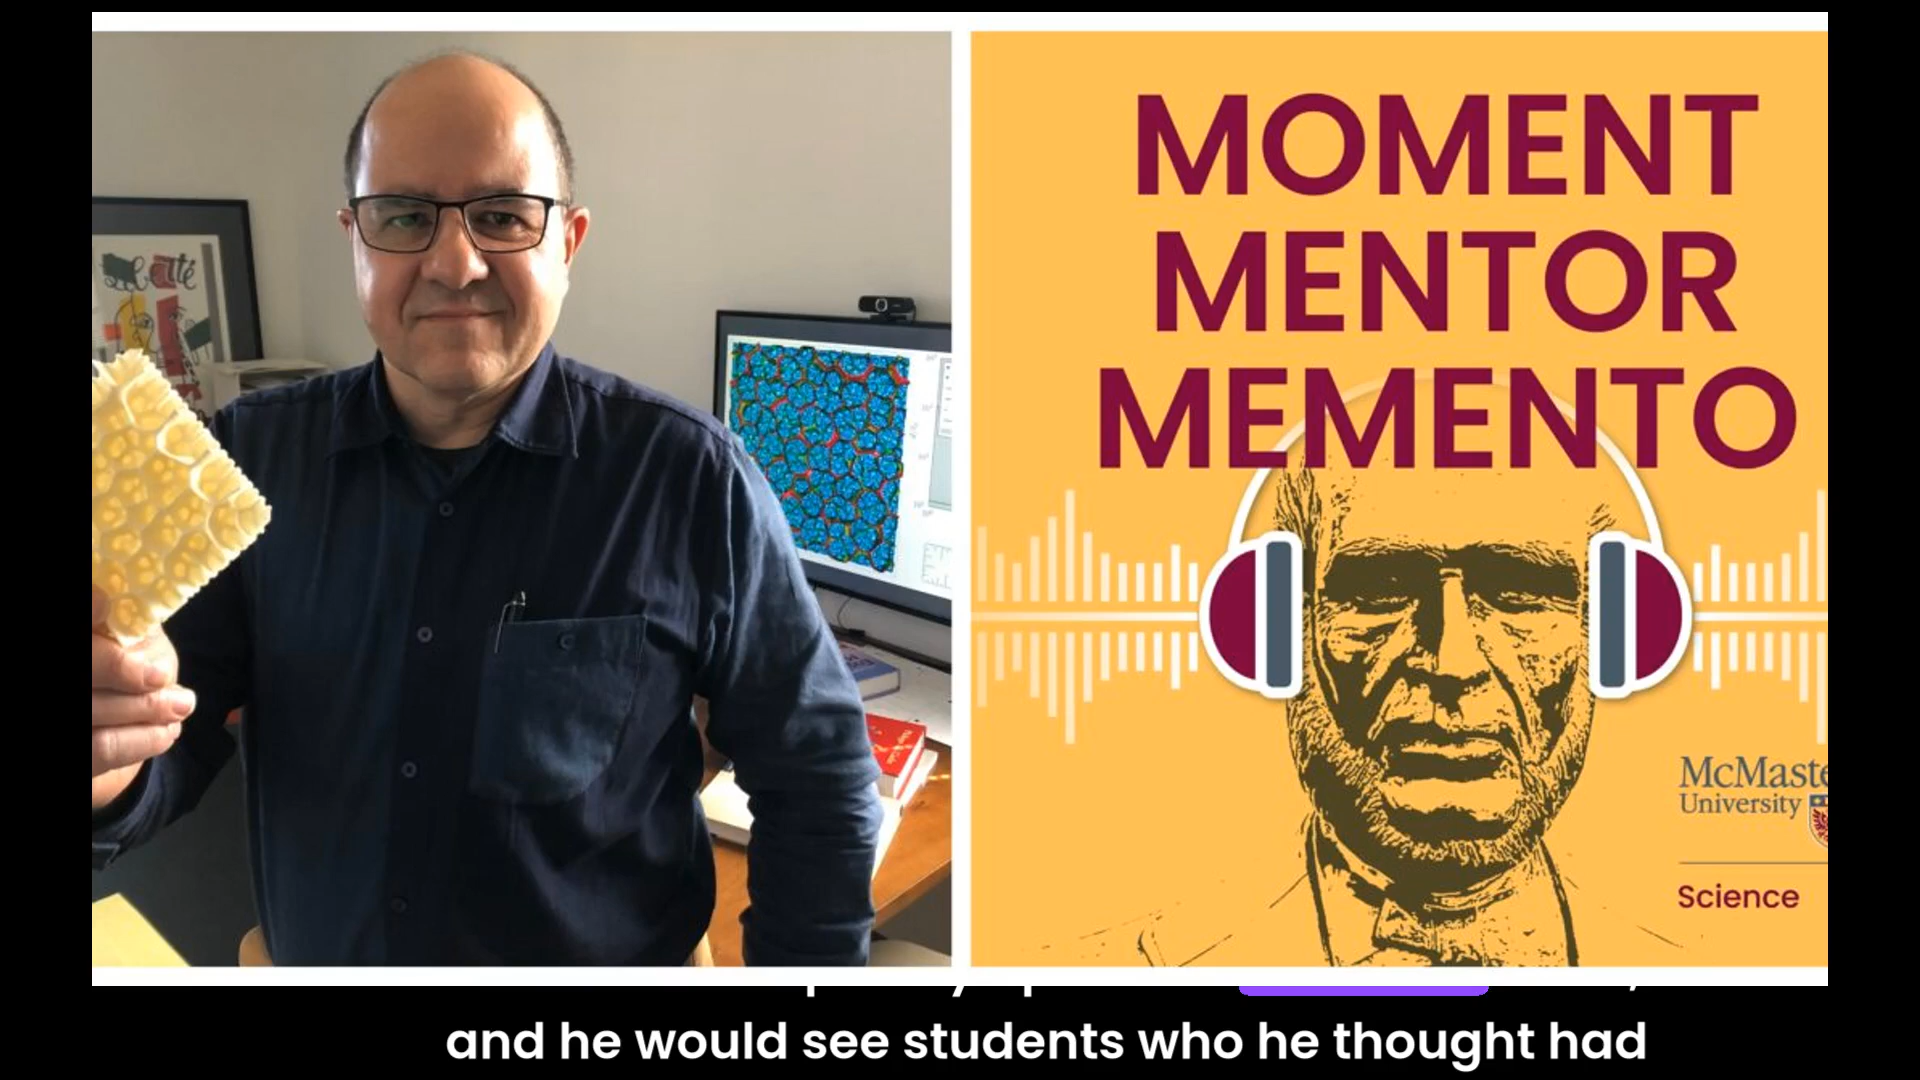 MOMENT
MENTOR
MEMENTO
McMaste
University
Science
and he would see students who he thought had